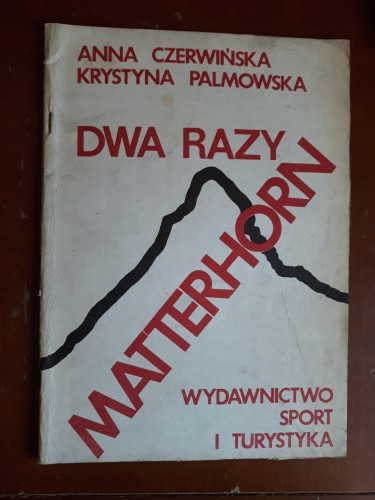 ANNA CZERWIŃSKA
KRYSTYNA PALMOWSKA
DWA RAZY
MATTERHORN
WYDAWNICTWO
SPORT
I TURYSTYKA